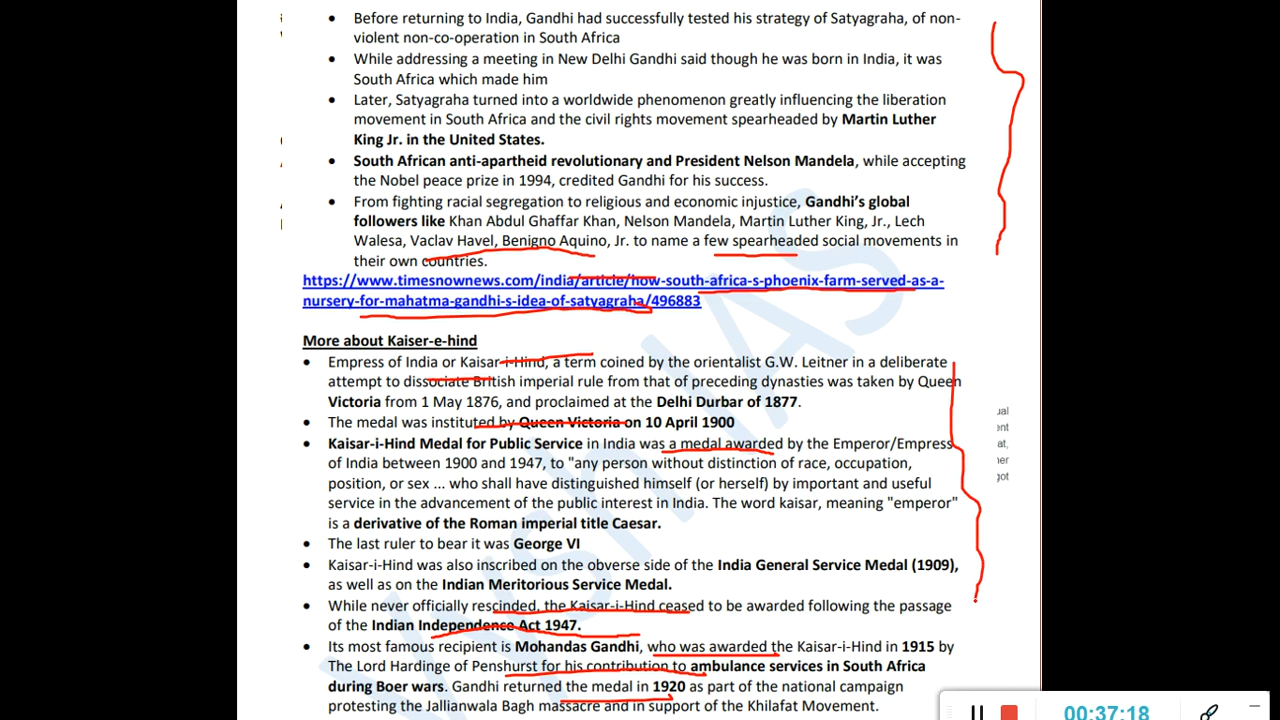 • Before returning to India, Gandhi had successfully tested his strategy of Satyagraha, of non-
violent non-co-operation in South Africa
• While addressing a meeting in New Delhi Gandhi said though he was born in India, it was
South Africa which made him
• Later, Satyagraha turned into a worldwide phenomenon greatly influencing the liberation
movement in South Africa and the civil rights movement spearheaded by Martin Luther
King Jr. in the United States.
• South African anti-apartheid revolutionary and President Nelson Mandela, while accepting
the Nobel peace prize in 1994, credited Gandhi for his success.
• From fighting racial segregation to religious and economic injustice, Gandhi's global
followers like Khan Abdul Ghaffar Khan, Nelson Mandela, Martin Luther King, Jr., Lech
Walesa, Vaclav Havel, Benigno Aquino, Jr. to name a few spearheaded social movements in
their own countries.
https://www.timesnownews.com/india/article/how-south-africa-s-phoenix-farm-served-as-a-
nursery-for-mahatma-gandhi-s-idea-of-satyagraha/496883
More about Kaiser-e-hind
• Empress of India or Kaisar-i-Hind, a term coined by the orientalist G.W. Leitner in a deliberate
attempt to dissociate British imperial rule from that of preceding dynasties was taken by Queen
Victoria from 1 May 1876, and proclaimed at the Delhi Durbar of 1877.
• The medal was instituted by Queen Victoria on 10 April 1900
• Kaisar-i-Hind Medal for Public Service in India was a medal awarded by the Emperor/Empress
of India between 1900 and 1947, to "any person without distinction of race, occupation,
position, or sex ... who shall have distinguished himself (or herself) by important and useful
service in the advancement of the public interest in India. The word kaisar, meaning "emperor"
is a derivative of the Roman imperial title Caesar.
• The last ruler to bear it was George VI
• Kaisar-i-Hind was also inscribed on the obverse side of the India General Service Medal (1909),
as well as on the Indian Meritorious Service Medal.
• While never officially rescinded, the Kaisar-i-Hind ceased to be awarded following the passage
of the Indian Independence Act 1947.
• Its most famous recipient is Mohandas Gandhi, who was awarded the Kaisar-i-Hind in 1915 by
The Lord Hardinge of Penshurst for his contribution to ambulance services in South Africa
during Boer wars. Gandhi returned the medal in 1920 as part of the national campaign
protesting the Jallianwala Bagh massacre and in support of the Khilafat Movement.
IAS
00:37:18